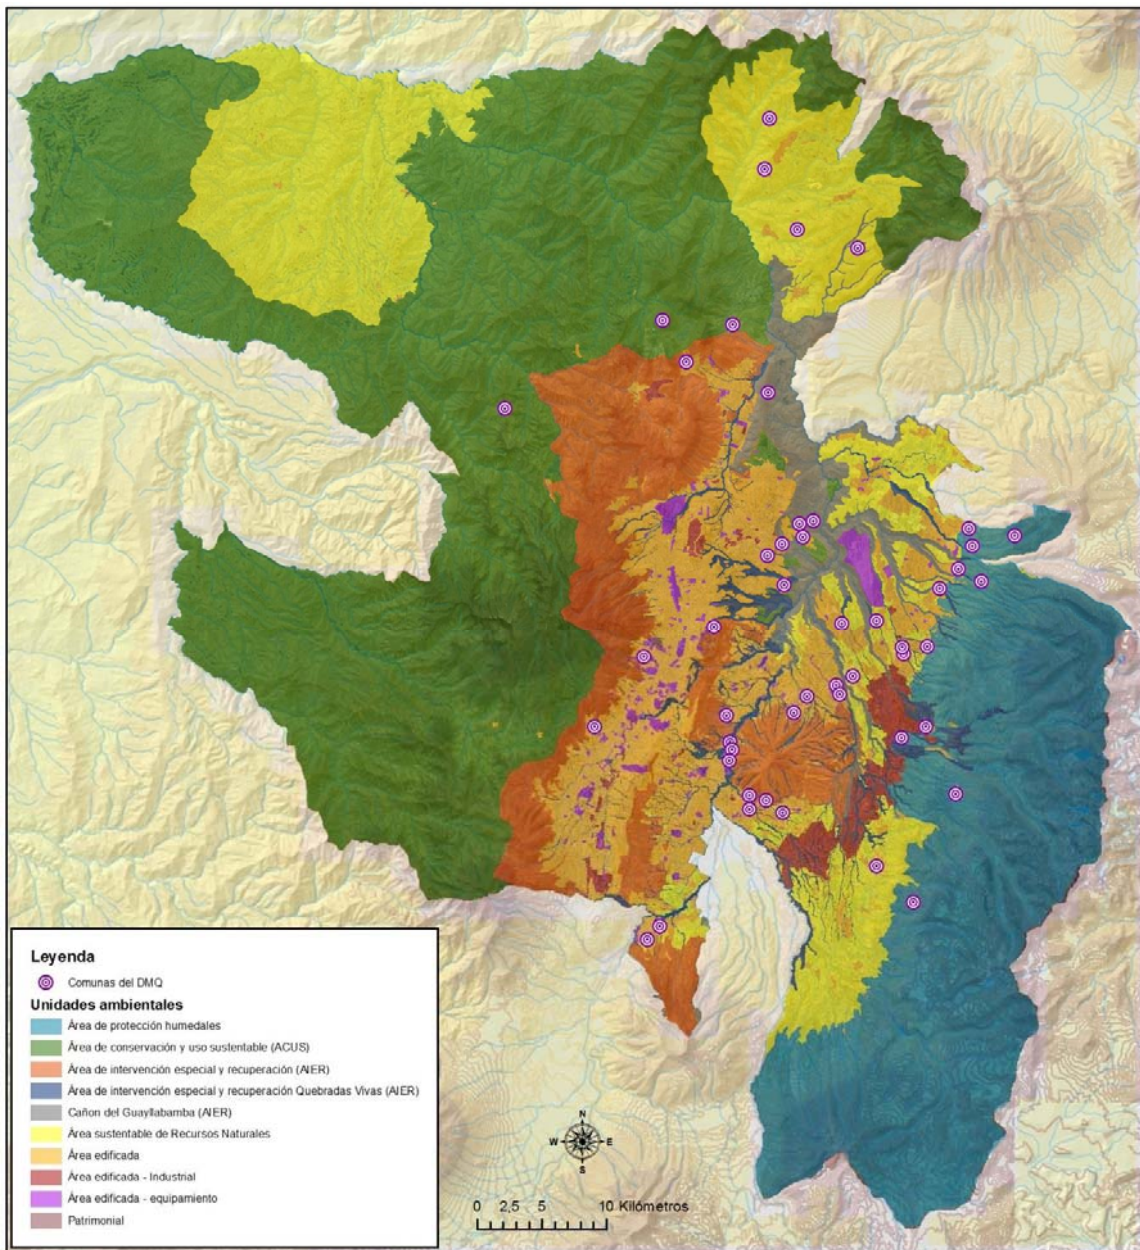 Leyenda
Comunas del DMQ
Unidades ambientales
Área de protección humedales
Área de conservación y uso sustentable (ACUS)
Área de intervención especial y recuperación (AIER)
Área de intervención especial y recuperación Quebradas Vivas (AIER)
Cañon del Guayllabamba (AIER)
Área sustentable de Recursos Naturales
Área edificada
Área edificada - Industrial
Área edificada - equipamiento
Patrimonial
N
W E
S
0 2,5 5 10 Kilómetros